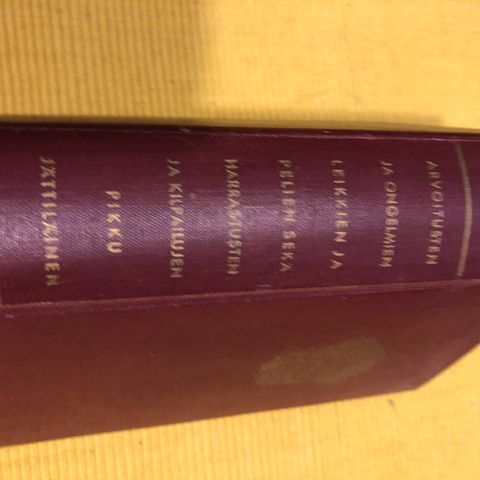 ARVOITUSTEN
JA ONGELMIEN
LEIKKIEN JA
PELIEN SEKÄ
HARRASTUSTEN
JA KILPAILUJEN
PIKKU
JÄTTILÄINEN